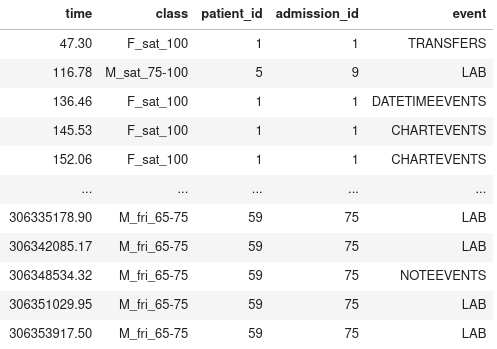 time class patient_id admission_id event
47.30 F_sat_100 1 1 TRANSFERS
116.78 M_sat_75-100 5 9 LAB
136.46 F_sat_100 1 1 DATETIMEEVENTS
145.53 F_sat_100 1 1 CHARTEVENTS
152.06 F_sat_100 1 1 CHARTEVENTS
... ... ... ... ...
306335178.90 M_fri_65-75 59 75 LAB
306342085.17 M_fri_65-75 59 75 LAB
306348534.32 M_fri_65-75 59 75 NOTEEVENTS
306351029.95 M_fri_65-75 59 75 LAB
306353917.50 M_fri_65-75 59 75 LAB